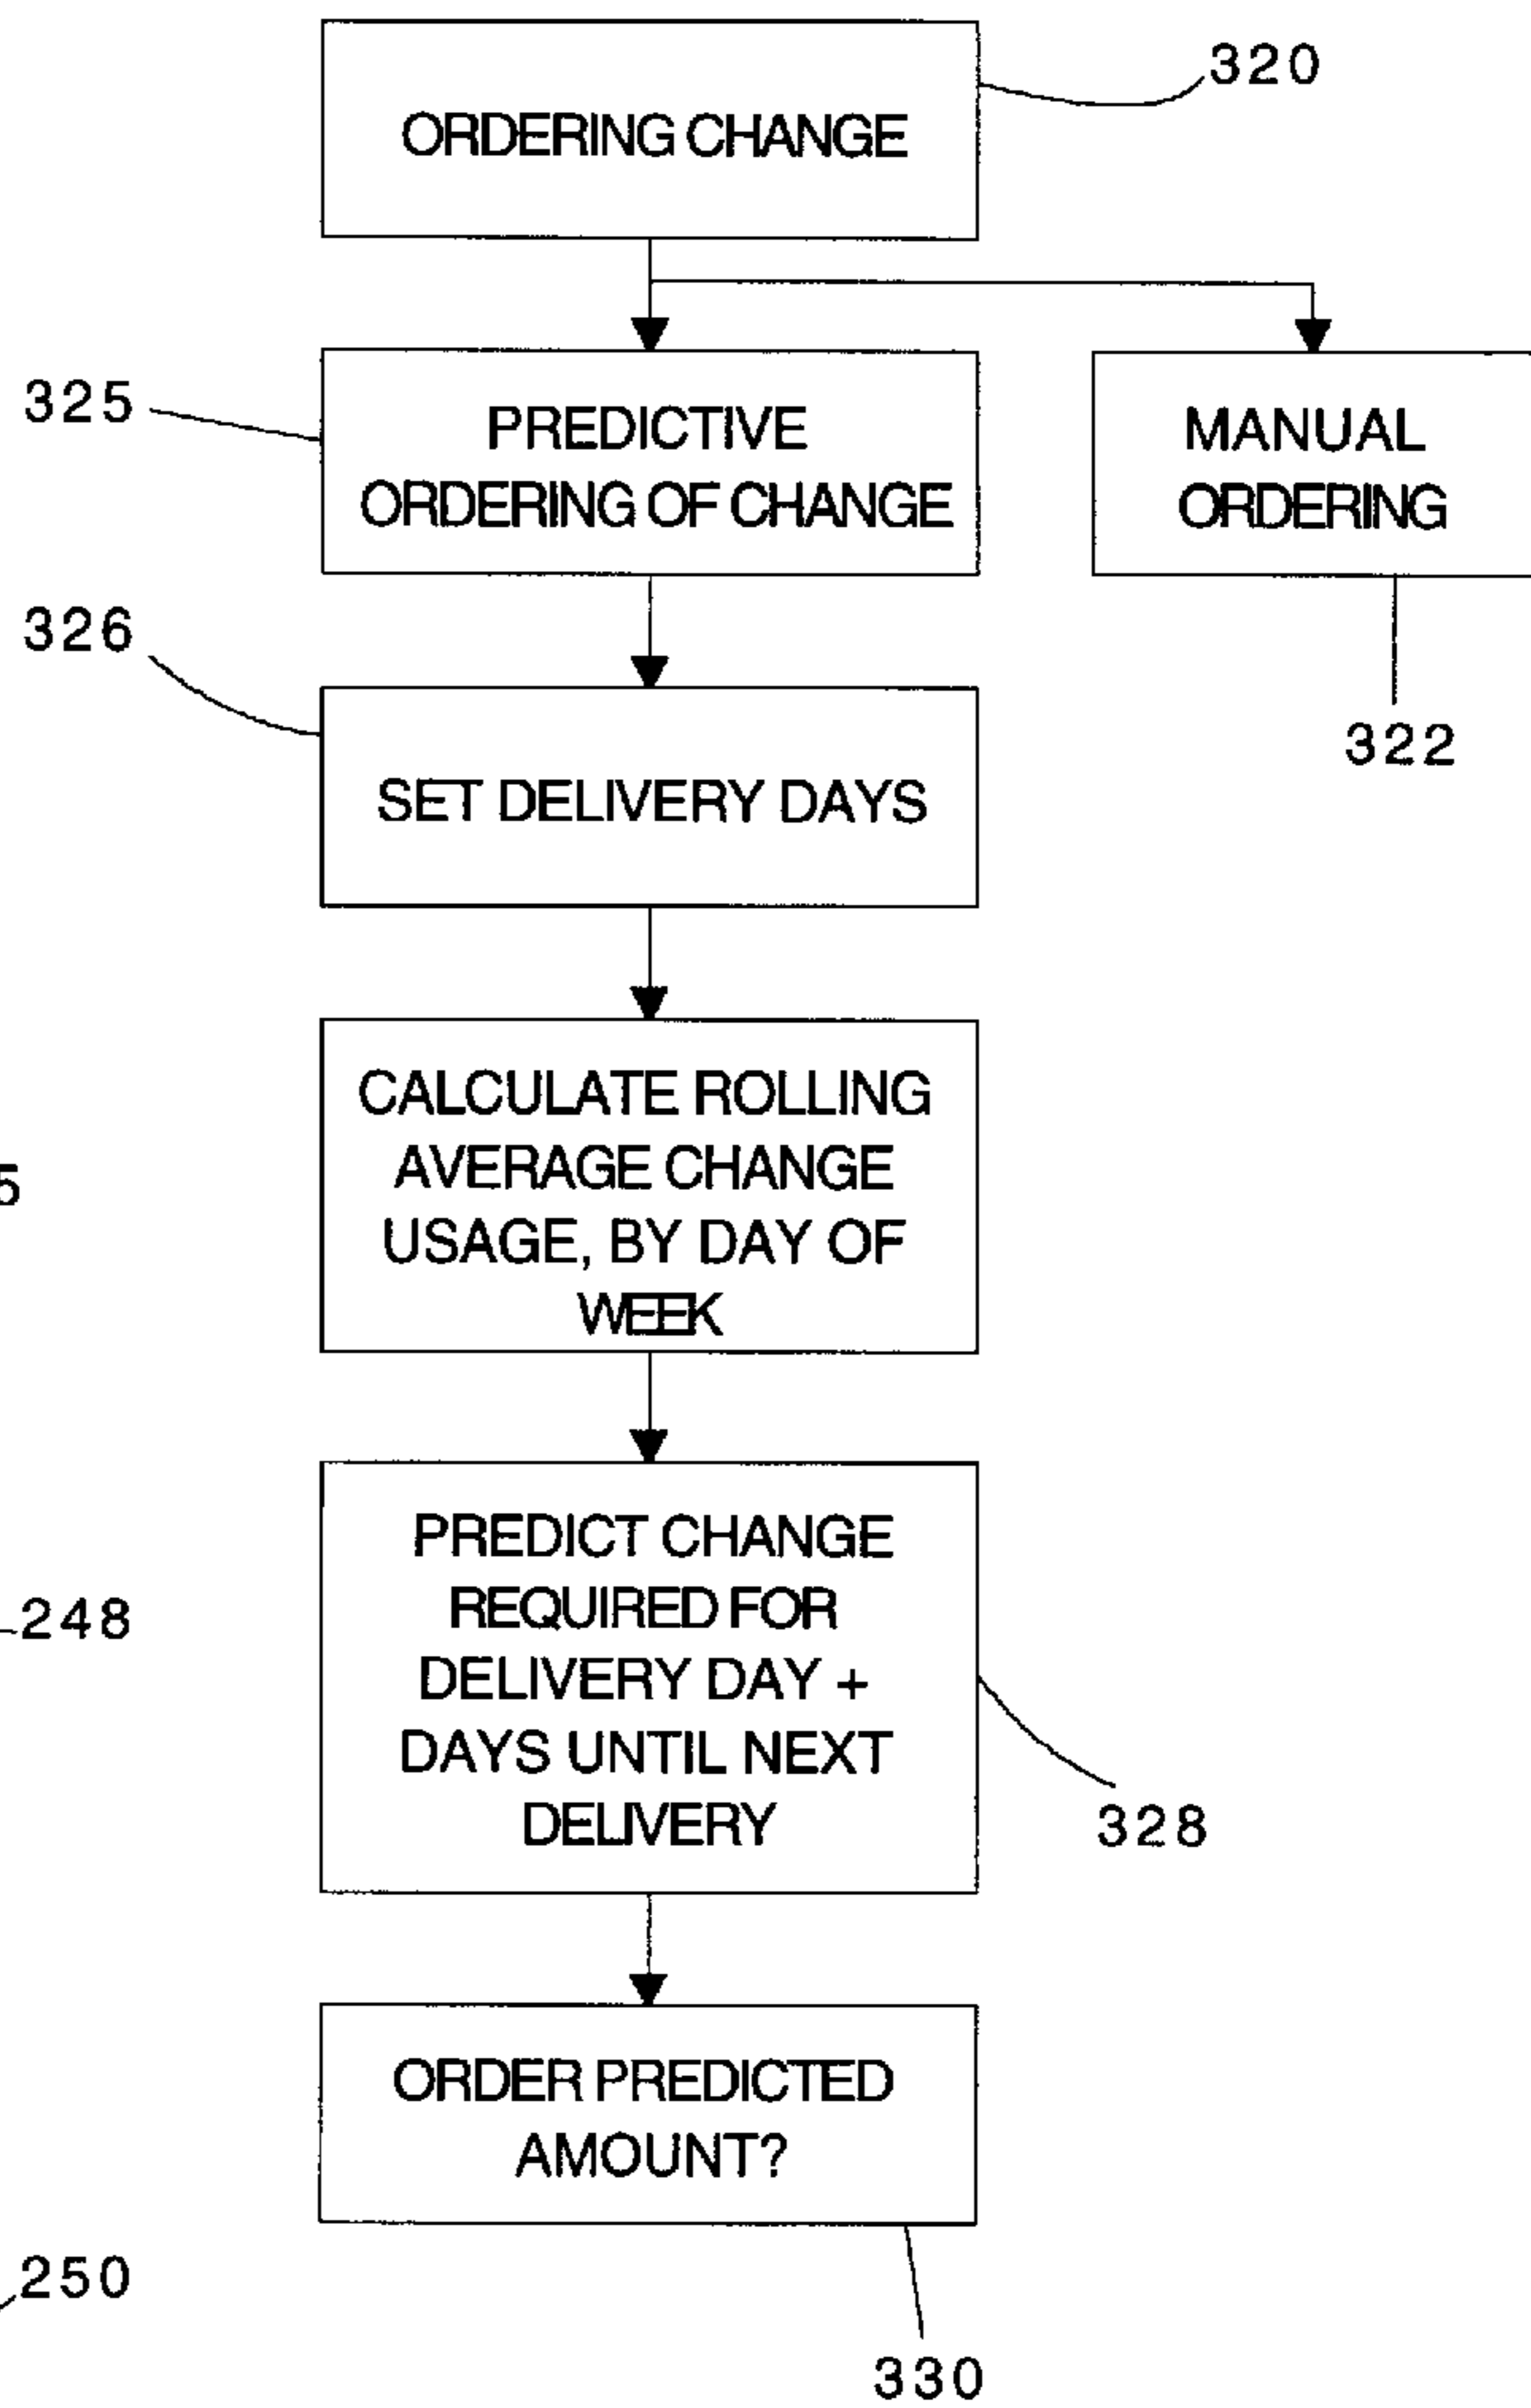 320
ORDERING CHANGE
325
PREDICTIVE
ORDERING OF CHANGE
MANUAL
ORDERING
326
322
SET DELIVERY DAYS
CALCULATE ROLLING
AVERAGE CHANGE
USAGE, BY DAY OF
WEEK
5
PREDICT CHANGE
REQUIRED FOR
DELIVERY DAY +
DAYS UNTIL NEXT
DELIVERY
248
328
ORDER PREDICTED
AMOUNT?
250
330